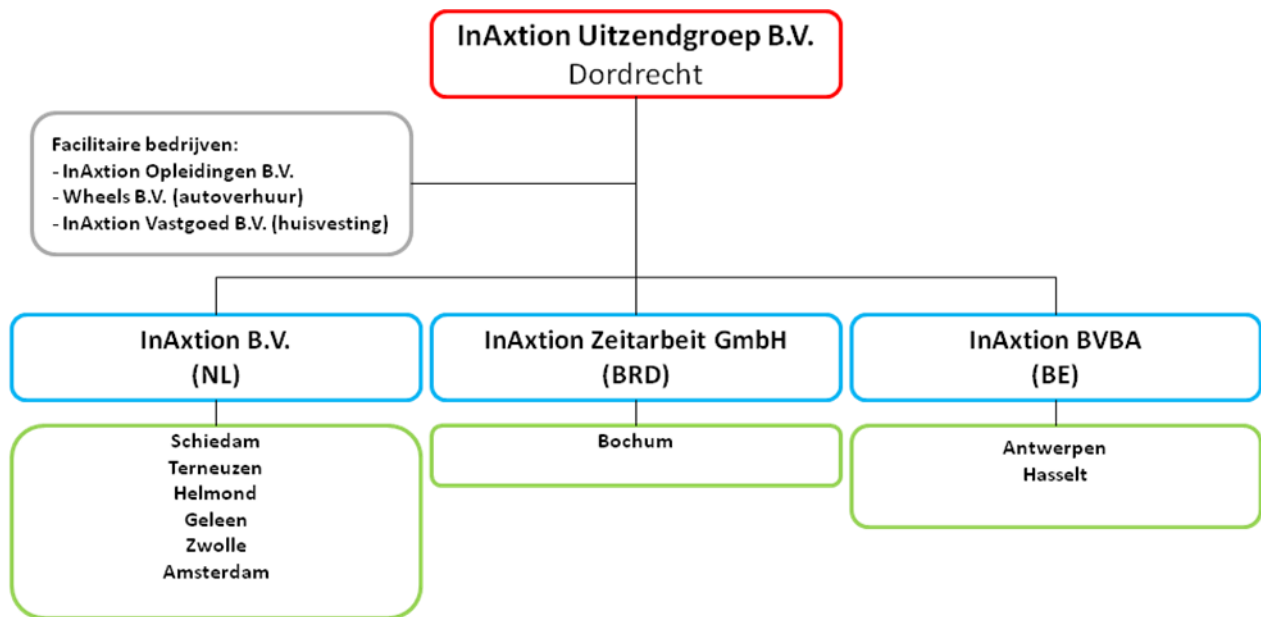 InAxtion Uitzendgroep B.V.
Dordrecht
Facilitaire bedrijven:
- InAxtion Opleidingen B.V.
- Wheels B.V. (autoverhuur)
- InAxtion Vastgoed B.V. (huisvesting)
InAxtion B.V.
(NL)
InAxtion Zeitarbeit GmbH
(BRD)
InAxtion BVBA
(BE)
Schiedam
Terneuzen
Helmond
Geleen
Zwolle
Amsterdam
Bochum
Antwerpen
Hasselt